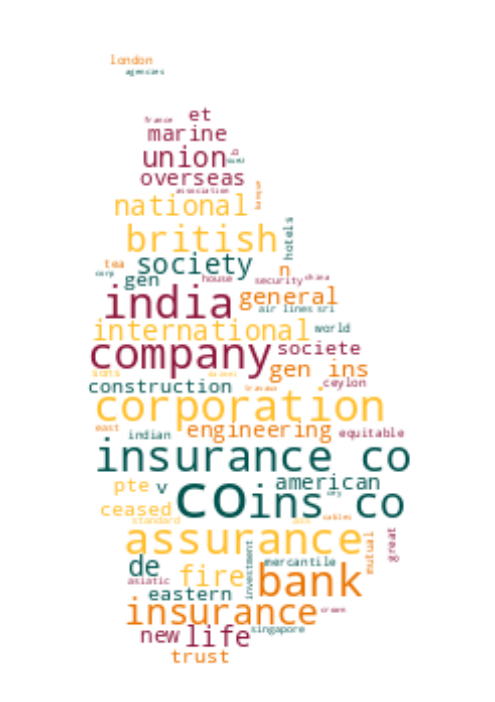 london
agencies
france et
marine
union
overseas
association
national
british hotels
society
tea n
corp gen house security china
india general
air lines sri
international world
company societe
gen ins
sons
construction ceylon
corporation
east indian engineering equitable
insurance co
american
pte v co ins co
ceased
standard cables
assurance great
de mercantile mutual
asiatic fire bank
eastern investment
insurance crown
new life singapore
trust